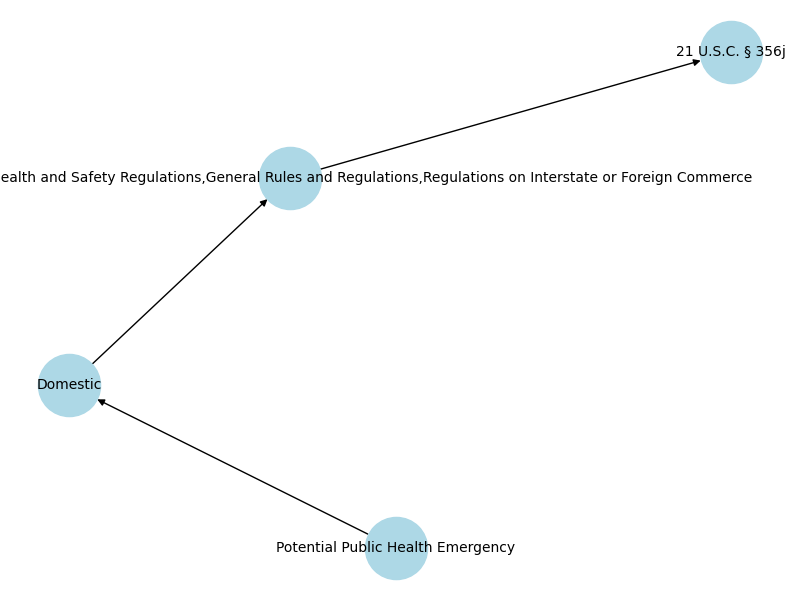 21 U.S.C. § 356j
ealth and Safety Regulations,General Rules and Regulations,Regulations on Interstate or Foreign Commerce
Domestic
Potential Public Health Emergency